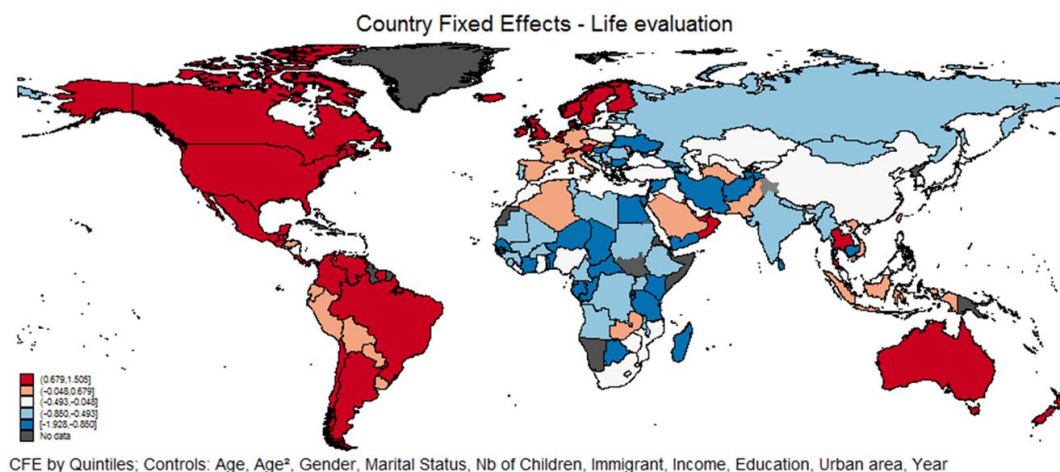 Country Fixed Effects - Life evaluation
(0.679,1.505]
(−0.048,0.679]
(−0.493,−0.048]
(−0.850,−0.493]
[−1.928,−0.850]
No data
CFE by Quintiles; Controls: Age, Age², Gender, Marital Status, Nb of Children, Immigrant, Income, Education, Urban area, Year